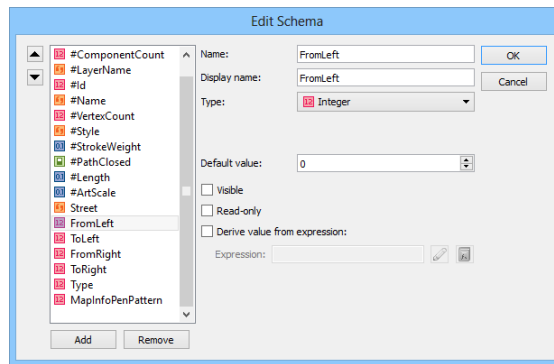 Edit Schema
#ComponentCount
#LayerName
#Id
#Name
#VertexCount
#Style
#StrokeWeight
#PathClosed
#Length
#ArtScale
Street
FromLeft
ToLeft
FromRight
ToRight
Type
MapInfoPenPattern
Add Remove
Name: FromLeft
Display name: FromLeft
Type: 12 Integer
Default value: 0
Visible
Read-only
Derive value from expression:
Expression:
OK
Cancel